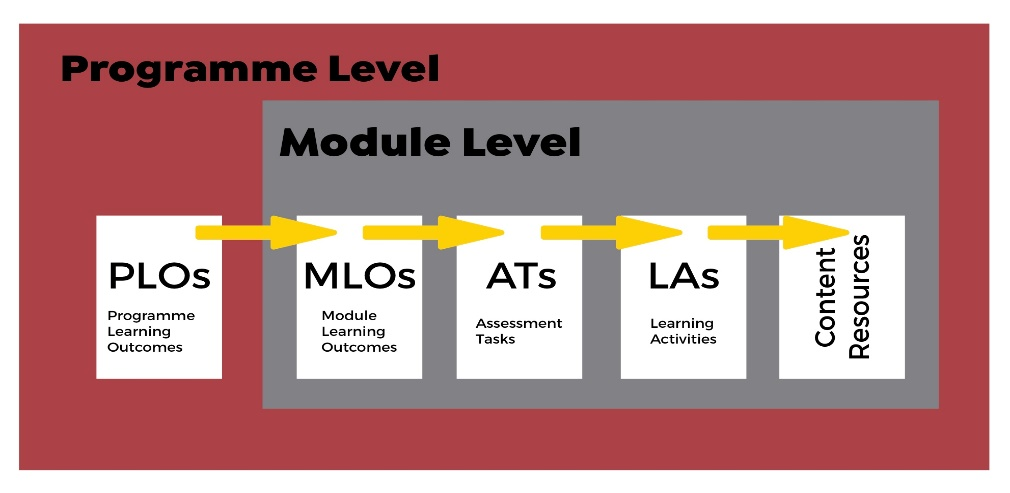 Programme Level
Module Level
PLOs
Programme
Learning
Outcomes
MLOs
Module
Learning
Outcomes
ATs
Assessment
Tasks
LAs
Learning
Activities
Content
Resources